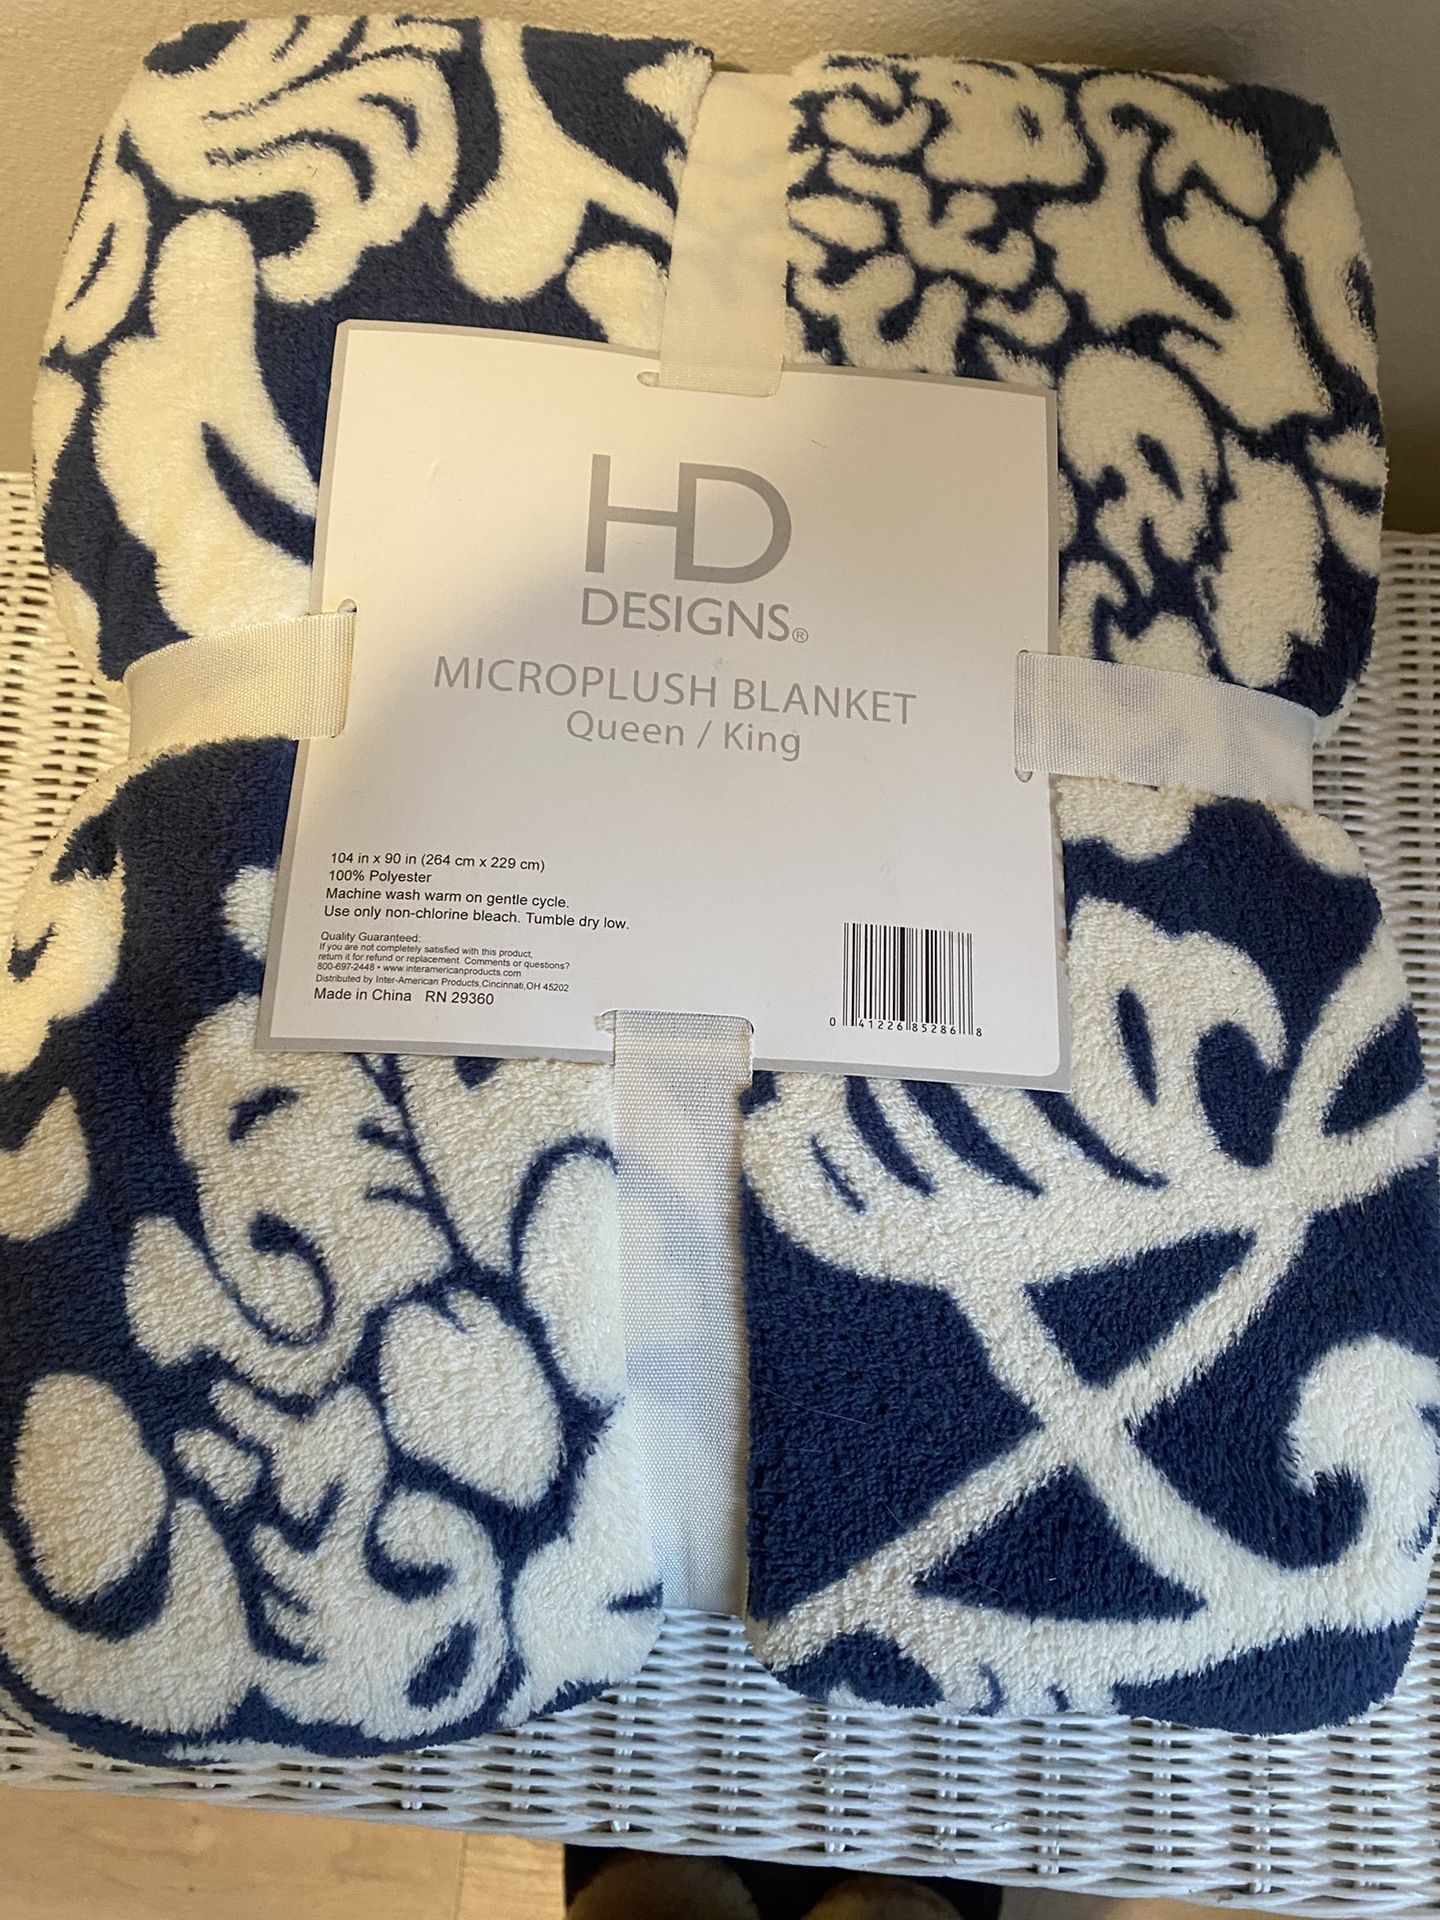 HD
DESIGNS®
MICROPLUSH BLANKET
Queen / King
104 in x 90 in (264 cm x 229 cm)
100% Polyester
Machine wash warm on gentle cycle.
Use only non-chlorine bleach. Tumble dry low.
Quality Guaranteed:
If you are not completely satisfied with this product,
return it for refund or replacement. Comments or questions?
800-697-2448 • www.interamericanproducts.com
Distributed by Inter-American Products, Cincinnati, OH 45202
Made in China RN 29360
0 41226 85286 8